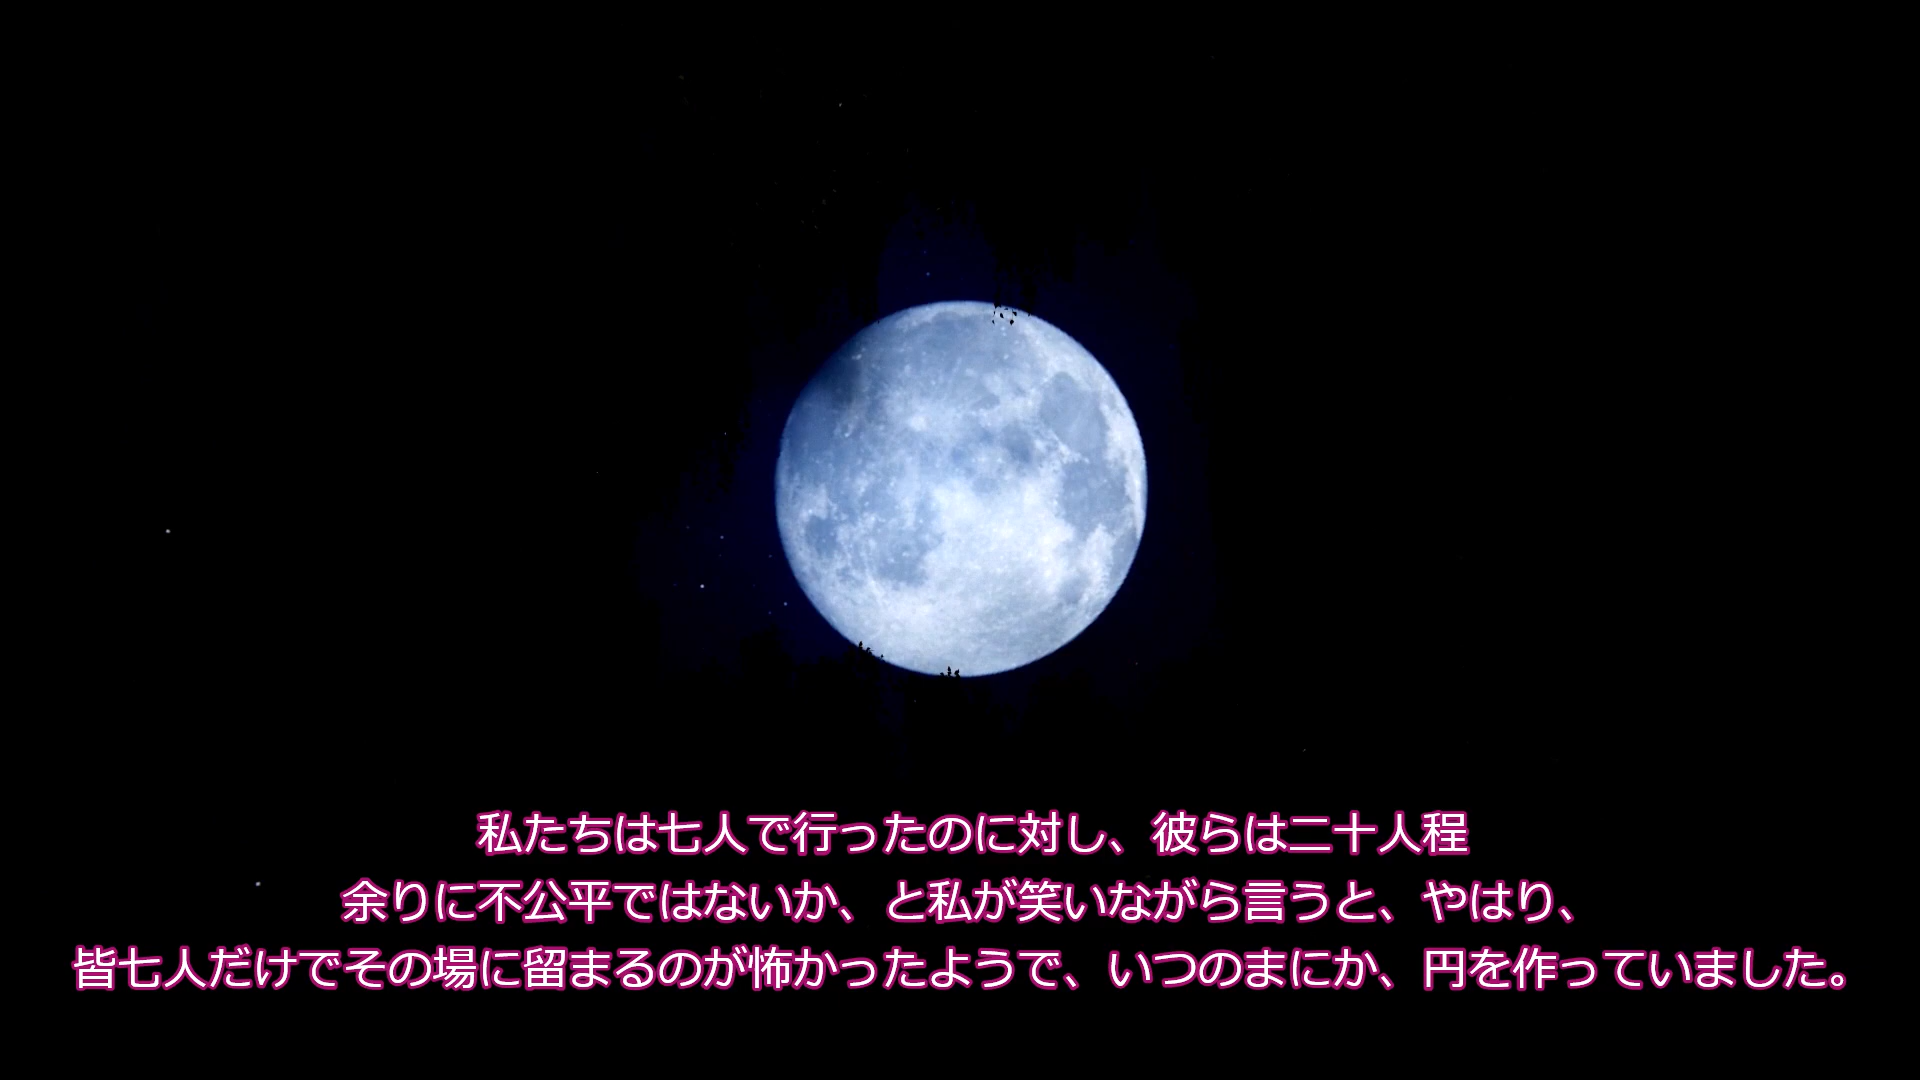 私たちは七人で行ったのに対し、彼らは二十人程
余りに不公平ではないか、と私が笑いながら言うと、やはり、
皆七人だけでその場に留まるのが怖かったようで、いつのまにか、円を作っていました。